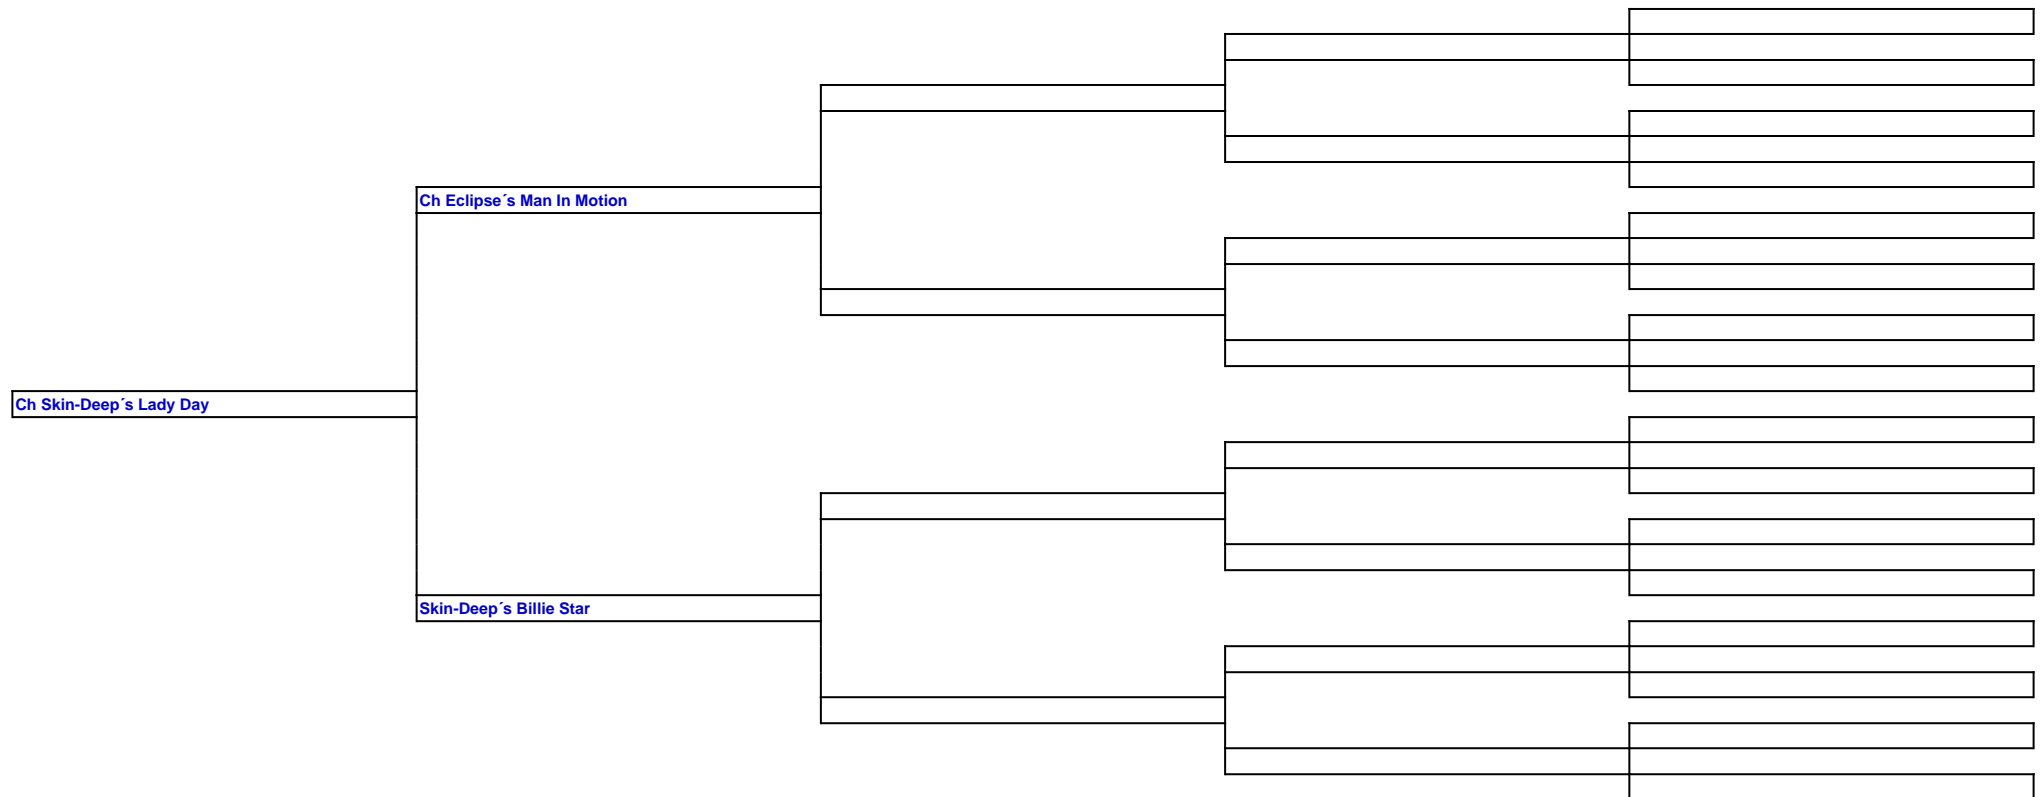 Ch Eclipse´s Man In Motion
Ch Skin-Deep´s Lady Day
Skin-Deep´s Billie Star